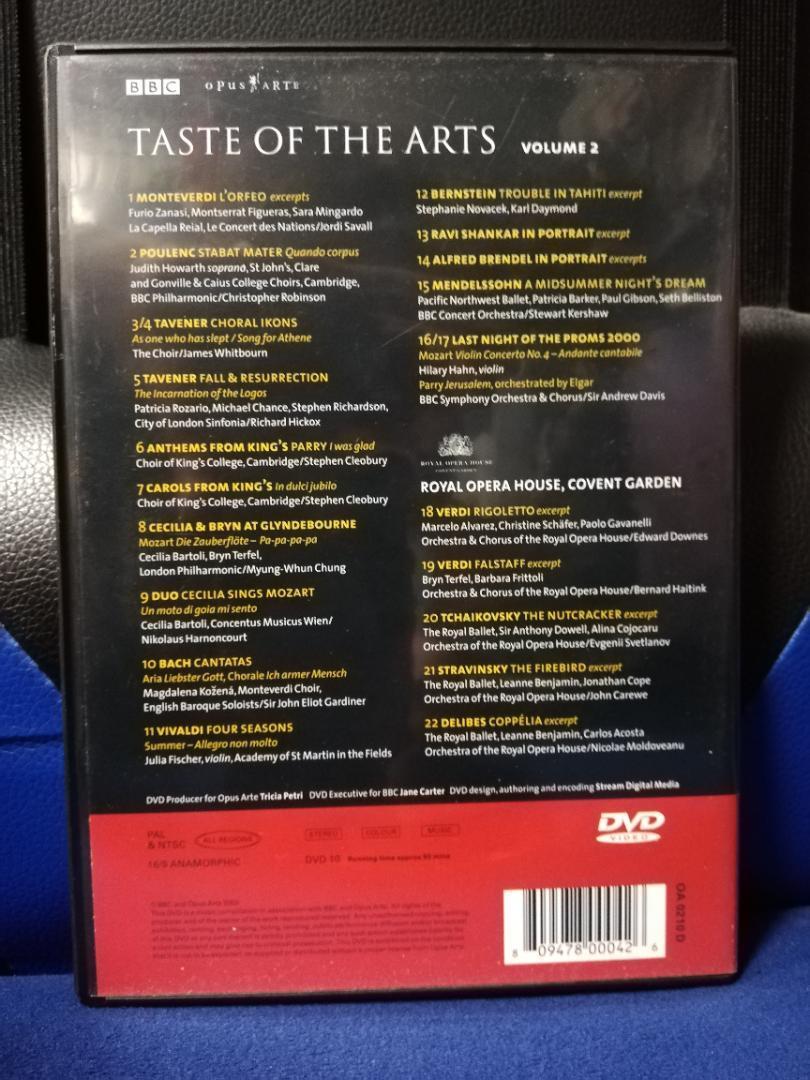 BBC OPUS ARTE
TASTE OF THE ARTS VOLUME 2
1 MONTEVERDI L'ORFEO excerpts
Furio Zanasi, Montserrat Figueras, Sara Mingardo
La Capella Reial, Le Concert des Nations/Jordi Savall
2 POULENC STABAT MATER Quando corpus
Judith Howarth soprano, St John's, Clare
and Gonville & Caius College Choirs, Cambridge,
BBC Philharmonic/Christopher Robinson
3/4 TAVENER CHORAL IKONS
As one who has slept / Song for Athene
The Choir/James Whitbourn
5 TAVENER FALL & RESURRECTION
The Incarnation of the Logos
Patricia Rozario, Michael Chance, Stephen Richardson,
City of London Sinfonia/Richard Hickox
6 ANTHEMS FROM KING'S PARRY I was glad
Choir of King's College, Cambridge/Stephen Cleobury
7 CAROLS FROM KING'S In dulci jubilo
Choir of King's College, Cambridge/Stephen Cleobury
8 CECILIA & BRYN AT GLYNDEBOURNE
Mozart Die Zauberflöte – Pa-pa-pa-pa
Cecilia Bartoli, Bryn Terfel,
London Philharmonic/Myung-Whun Chung
9 DUO CECILIA SINGS MOZART
Un moto di goia mi sento
Cecilia Bartoli, Concentus Musicus Wien/
Nikolaus Harnoncourt
10 BACH CANTATAS
Aria Liebster Gott, Chorale Ich armer Mensch
Magdalena Kožená, Monteverdi Choir,
English Baroque Soloists/Sir John Eliot Gardiner
11 VIVALDI FOUR SEASONS
Summer – Allegro non molto
Julia Fischer, violin, Academy of St Martin in the Fields
12 BERNSTEIN TROUBLE IN TAHITI excerpt
Stephanie Novacek, Karl Daymond
13 RAVI SHANKAR IN PORTRAIT excerpt
14 ALFRED BRENDEL IN PORTRAIT excerpts
15 MENDELSSOHN A MIDSUMMER NIGHT'S DREAM
Pacific Northwest Ballet, Patricia Barker, Paul Gibson, Seth Belliston
BBC Concert Orchestra/Stewart Kershaw
16/17 LAST NIGHT OF THE PROMS 2000
Mozart Violin Concerto No. 4 – Andante cantabile
Hilary Hahn, violin
Parry Jerusalem, orchestrated by Elgar
BBC Symphony Orchestra & Chorus/Sir Andrew Davis
ROYAL OPERA HOUSE
COVENT GARDEN
ROYAL OPERA HOUSE, COVENT GARDEN
18 VERDI RIGOLETTO excerpt
Marcelo Alvarez, Christine Schäfer, Paolo Gavanelli
Orchestra & Chorus of the Royal Opera House/Edward Downes
19 VERDI FALSTAFF excerpt
Bryn Terfel, Barbara Frittoli
Orchestra & Chorus of the Royal Opera House/Bernard Haitink
20 TCHAIKOVSKY THE NUTCRACKER excerpt
The Royal Ballet, Sir Anthony Dowell, Alina Cojocaru
Orchestra of the Royal Opera House/Evgenii Svetlanov
21 STRAVINSKY THE FIREBIRD excerpt
The Royal Ballet, Leanne Benjamin, Jonathan Cope
Orchestra of the Royal Opera House/John Carewe
22 DELIBES COPPÉLIA excerpt
The Royal Ballet, Leanne Benjamin, Carlos Acosta
Orchestra of the Royal Opera House/Nicolae Moldoveanu
DVD Producer for Opus Arte Tricia Petri DVD Executive for BBC Jane Carter DVD design, authoring and encoding Stream Digital Media
PAL
& NTSC
ALL REGIONS
STEREO COLOUR MUSIC
16/9 ANAMORPHIC
DVD 10 Running time approx 90 mins
DVD
VIDEO
8 09478 00042 6
OA 0210 D